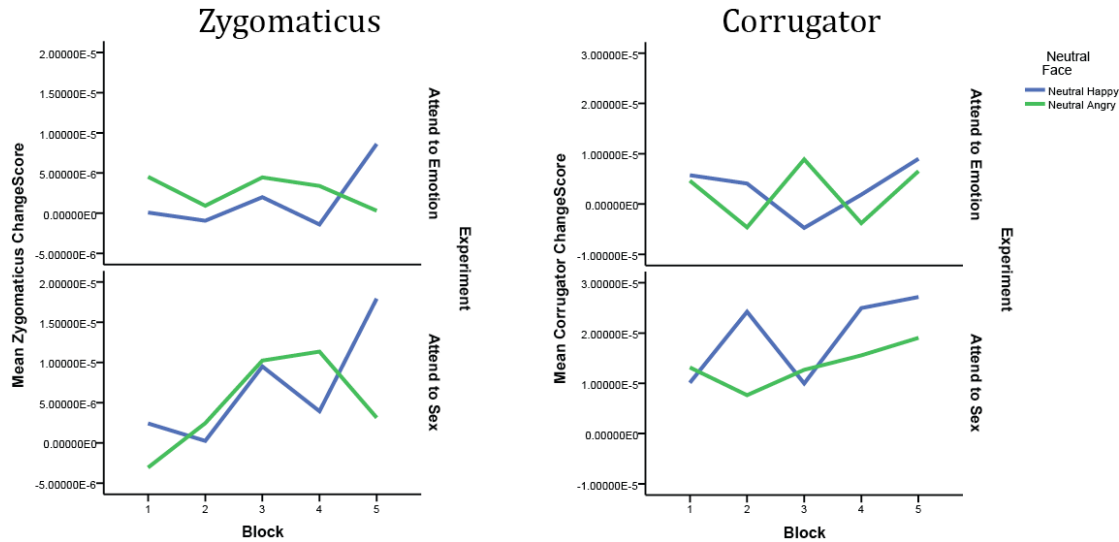 Zygomaticus
Mean Zygomaticus ChangeScore
2.00000E-5
1.50000E-5
1.00000E-5
5.00000E-6
0.00000E0
-5.00000E-6
Attend to Emotion
2.00000E-5
1.50000E-5
1.00000E-5
5.00000E-6
0.00000E0
-5.00000E-6
Attend to Sex
Experiment
1 2 3 4 5
Block
Corrugator
Mean Corrugator ChangeScore
3.00000E-5
2.00000E-5
1.00000E-5
0.00000E0
-1.00000E-5
Attend to Emotion
3.00000E-5
2.00000E-5
1.00000E-5
0.00000E0
-1.00000E-5
Attend to Sex
Experiment
1 2 3 4 5
Block
Neutral
Face
Neutral Happy
Neutral Angry